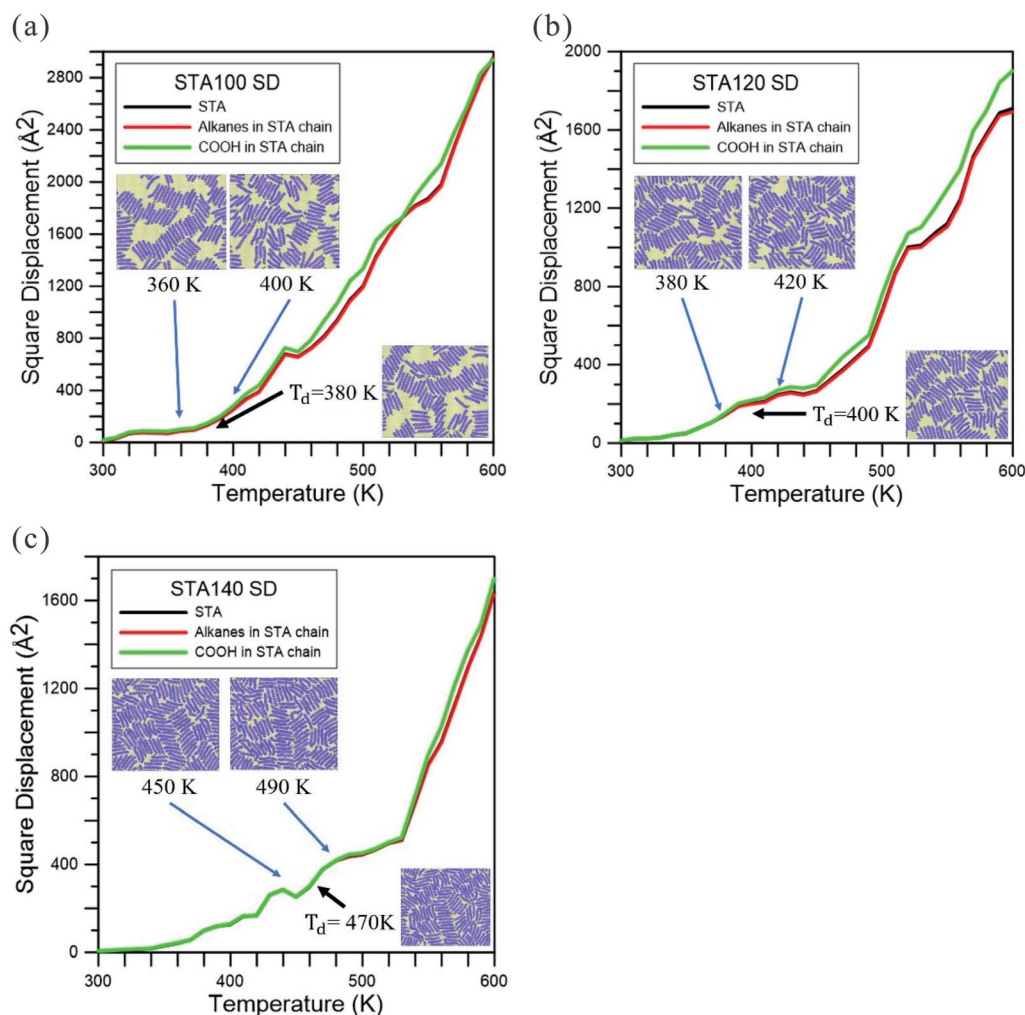 (a)
Square Displacement (Å²)
2800
2400
2000
1600
1200
800
400
0
STA100 SD
STA
Alkanes in STA chain
COOH in STA chain
360 K
400 K
T_d=380 K
300
400
500
600
Temperature (K)
(b)
Square Displacement (Å²)
2000
1600
1200
800
400
0
STA120 SD
STA
Alkanes in STA chain
COOH in STA chain
380 K
420 K
T_d=400 K
300
400
500
600
Temperature (K)
(c)
Square Displacement (Å²)
1600
1200
800
400
0
STA140 SD
STA
Alkanes in STA chain
COOH in STA chain
450 K
490 K
T_d= 470K
300
400
500
600
Temperature (K)